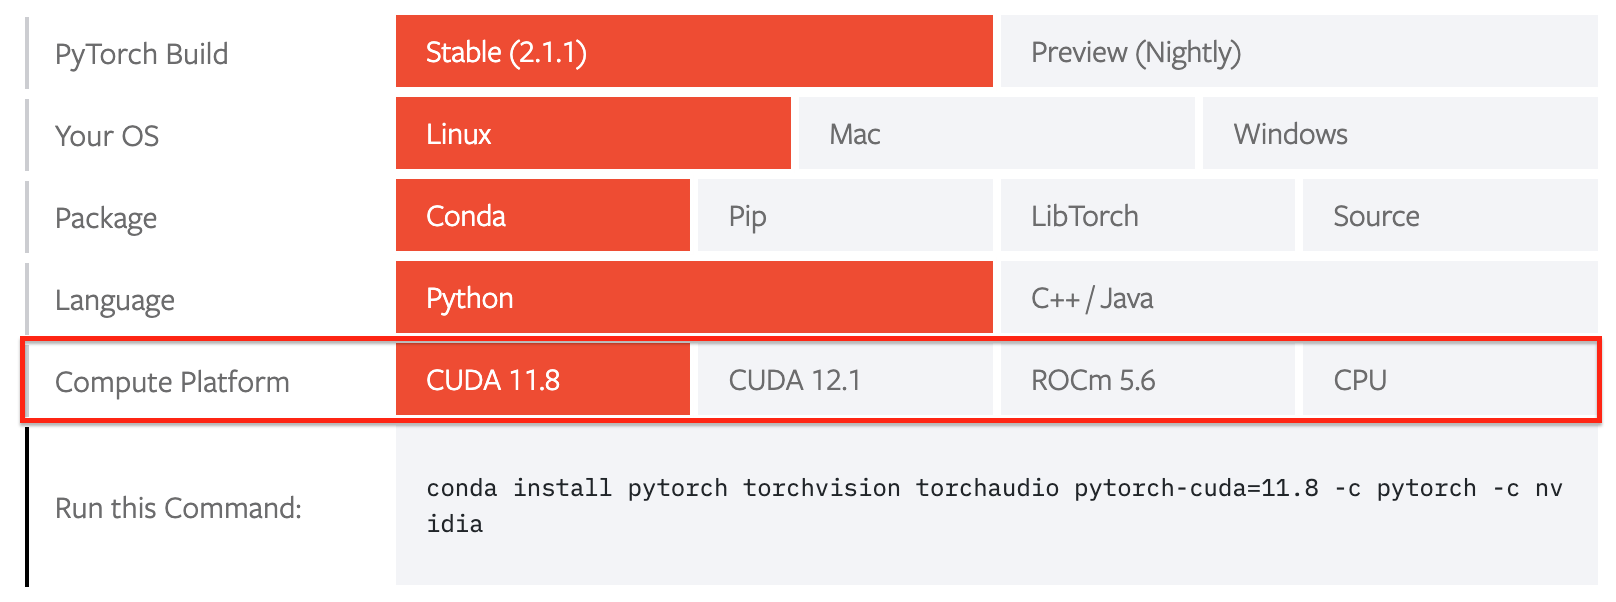 PyTorch Build
Stable (2.1.1)
Preview (Nightly)
Your OS
Linux
Mac
Windows
Package
Conda
Pip
LibTorch
Source
Language
Python
C++ / Java
Compute Platform
CUDA 11.8
CUDA 12.1
ROCm 5.6
CPU
Run this Command:
conda install pytorch torchvision torchaudio pytorch-cuda=11.8 -c pytorch -c nv
idia